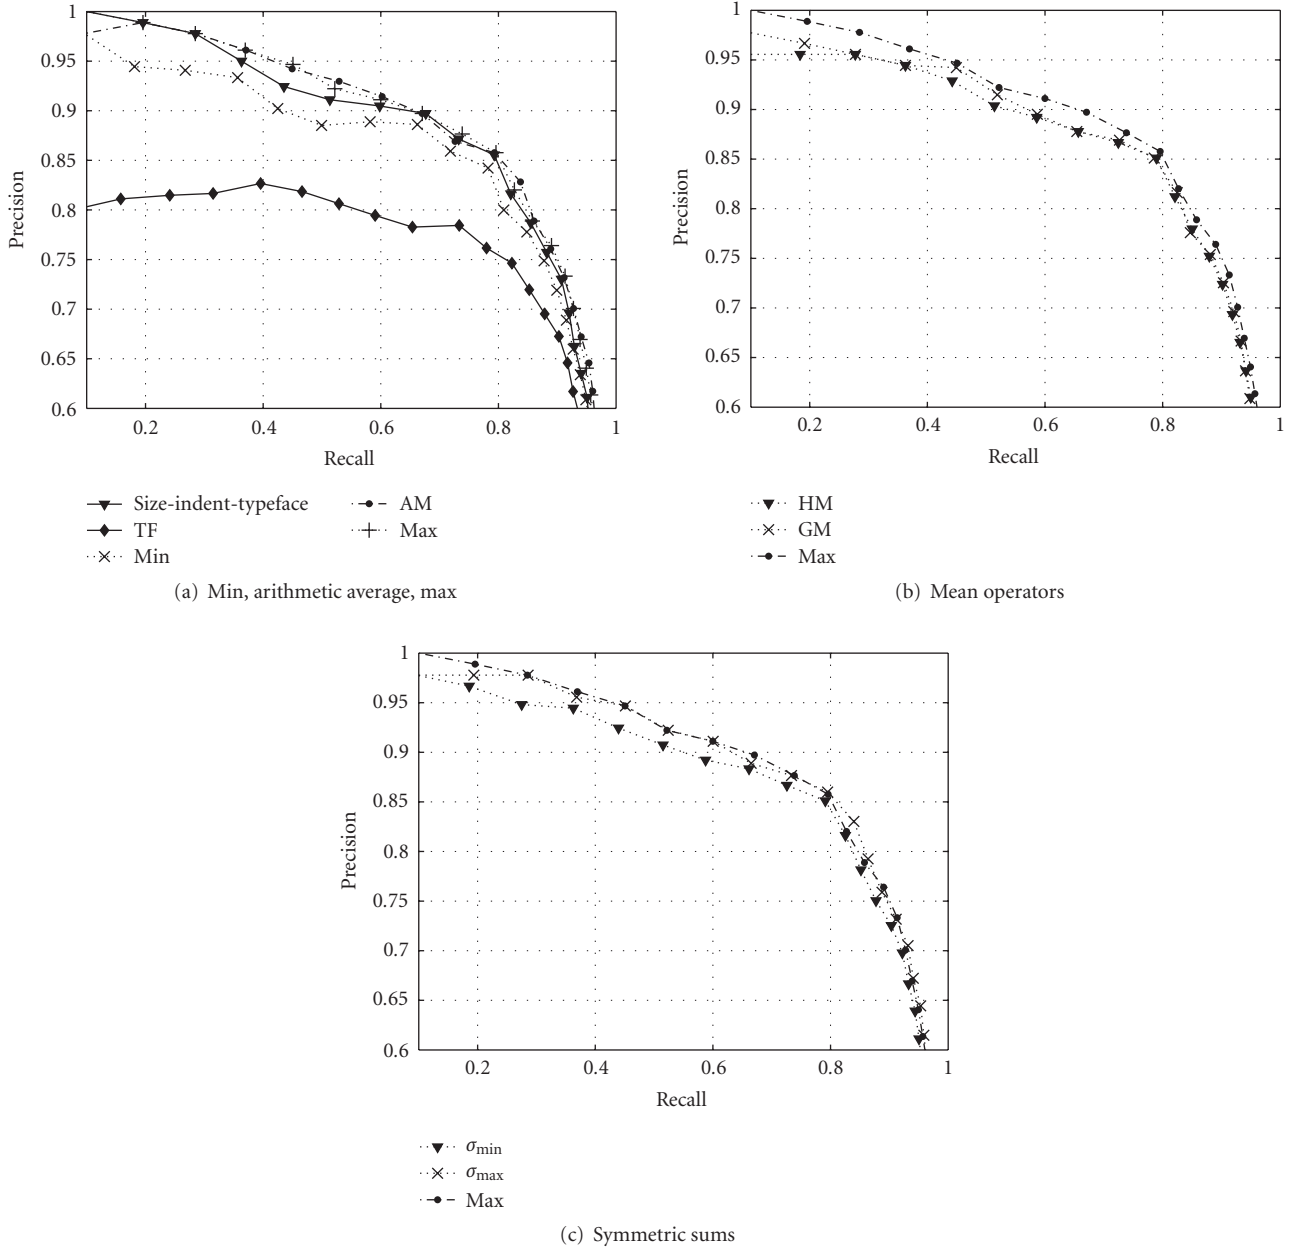 1
0.95
0.9
0.85
0.8
0.75
0.7
0.65
0.6
Precision
0.2 0.4 0.6 0.8 1
Recall
Size-indent-typeface
TF
Min
AM
Max
(a) Min, arithmetic average, max
1
0.95
0.9
0.85
0.8
0.75
0.7
0.65
0.6
Precision
0.2 0.4 0.6 0.8 1
Recall
HM
GM
Max
(b) Mean operators
1
0.95
0.9
0.85
0.8
0.75
0.7
0.65
0.6
Precision
0.2 0.4 0.6 0.8 1
Recall
σmin
σmax
Max
(c) Symmetric sums